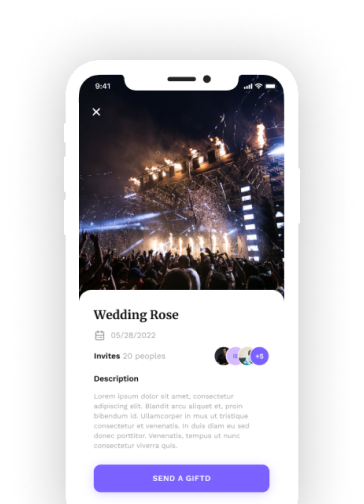 9:41
Wedding Rose
05/28/2022
Invites 20 peoples
+5
Description
Lorem ipsum dolor sit amet, consectetur
adipiscing elit. Blandit arcu aliquet et, proin
bibendum id. Ullamcorper in mus ut tristique
consectetur et venenatis. In duis diam eu sed
donec porttitor. Venenatis, tempus ut nunc
consectetur viverra quis.
SEND A GIFTD